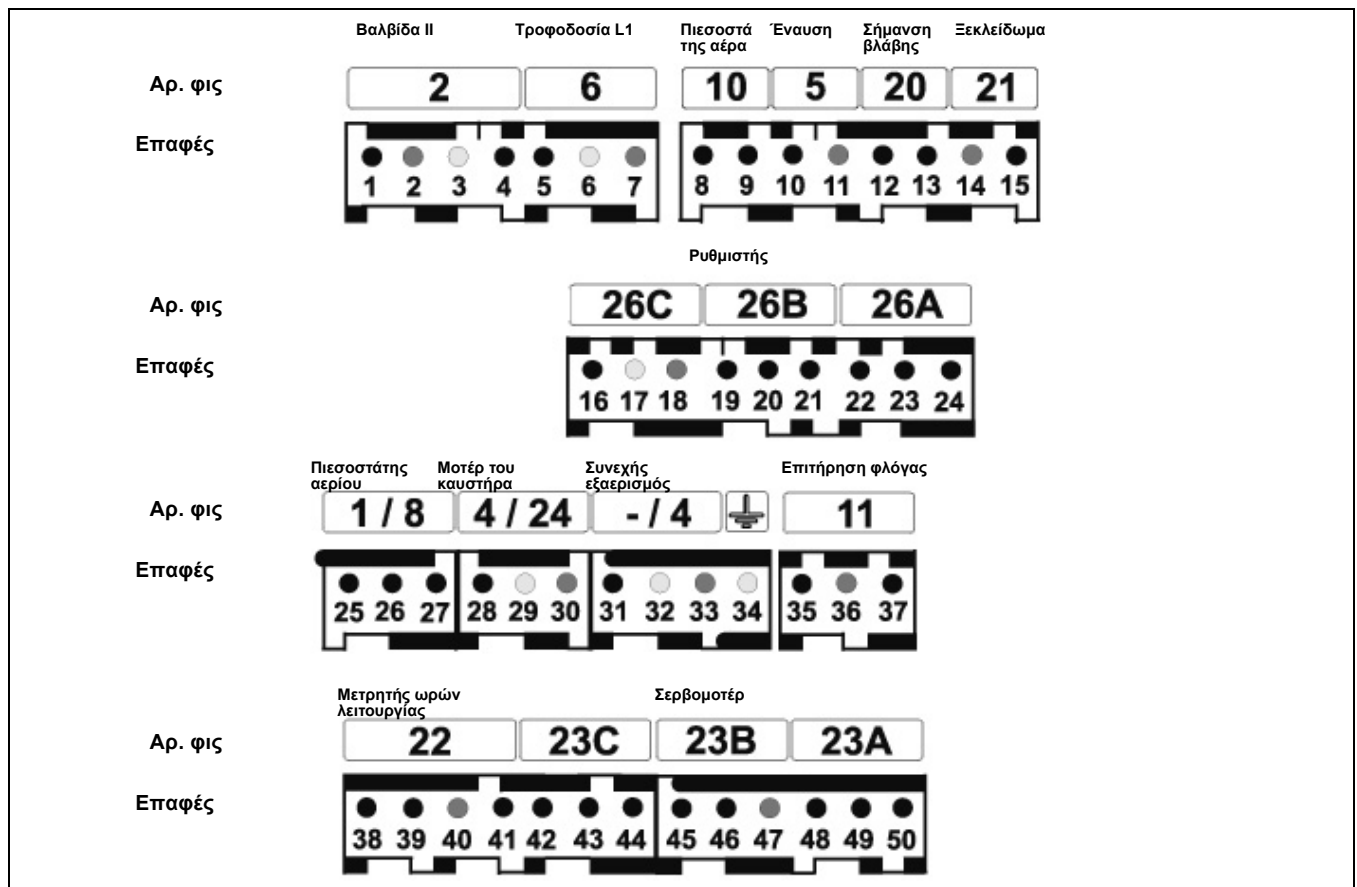 Βαλβίδα II Τροφοδοσία L1 Πιεσοστά Έναυση Σήμανση Ξεκλείδωμα
της αέρα βλάβης
Αρ. φις 2 6 10 5 20 21
Επαφές
1 2 3 4 5 6 7 8 9 10 11 12 13 14 15
Ρυθμιστής
Αρ. φις 26C 26B 26A
Επαφές
16 17 18 19 20 21 22 23 24
Πιεσοστάτης Μοτέρ του Συνεχής Επιτήρηση φλόγας
αερίου καυστήρα εξαερισμός
Αρ. φις 1 / 8 4 / 24 - / 4 11
Επαφές
25 26 27 28 29 30 31 32 33 34 35 36 37
Μετρητής ωρών Σερβομοτέρ
λειτουργίας
Αρ. φις 22 23C 23B 23A
Επαφές
38 39 40 41 42 43 44 45 46 47 48 49 50